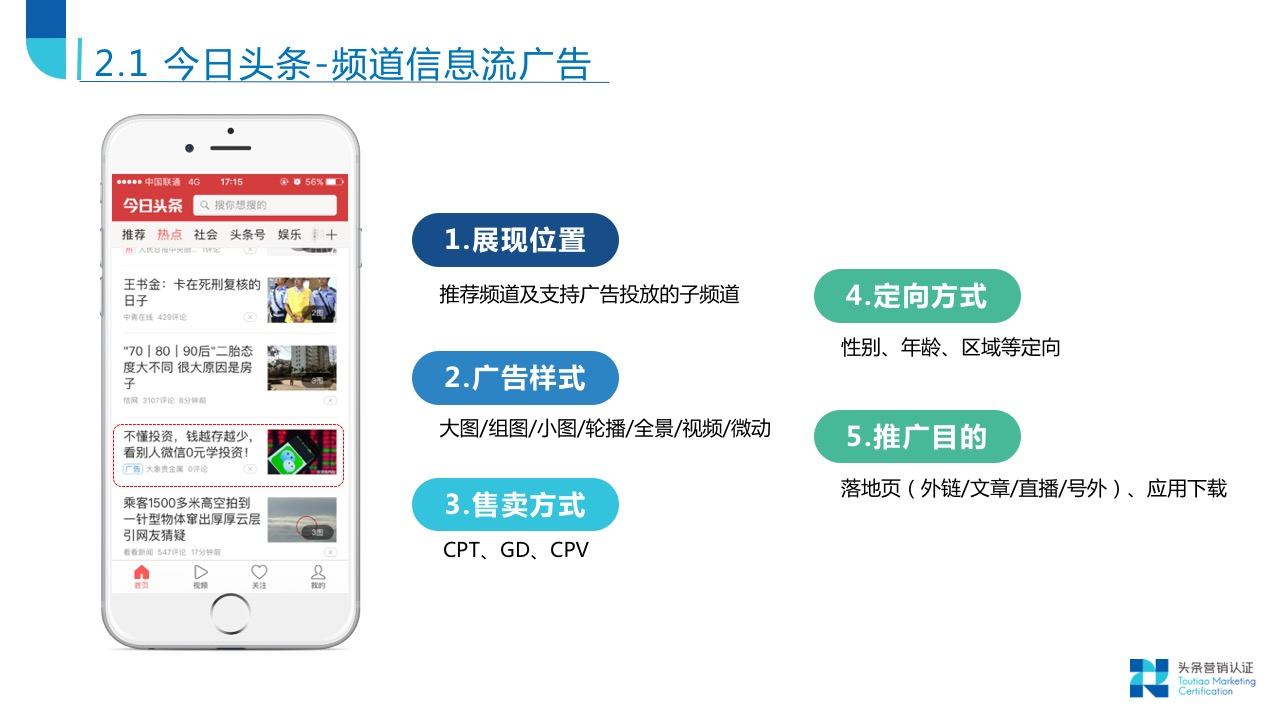 2.1 今日头条-频道信息流广告
中国联通 4G 17:15 56%
今日头条 搜你想搜的
推荐 热点 社会 头条号 娱乐
王书金：卡在死刑复核的
日子
中青在线 429评论
2图
"70｜80｜90后"二胎态
度大不同 很大原因是房
子
信网 3107评论 8分钟前
3图
不懂投资，钱越存越少，
看别人微信0元学投资！
广告 大象贵金属 0评论
乘客1500多米高空拍到
一针型物体窜出厚厚云层
引网友猜疑
看看新闻 547评论 17分钟前
3图
首页 视频 关注 我的
1.展现位置
推荐频道及支持广告投放的子频道
2.广告样式
大图/组图/小图/轮播/全景/视频/微动
3.售卖方式
CPT、GD、CPV
4.定向方式
性别、年龄、区域等定向
5.推广目的
落地页（外链/文章/直播/号外）、应用下载
头条营销认证
Toutiao Marketing
Certification